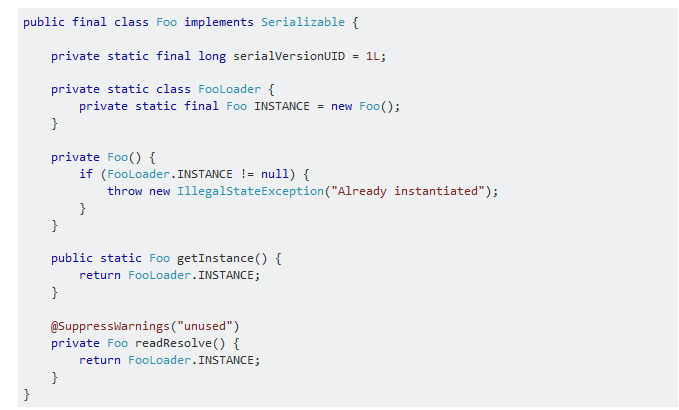 public final class Foo implements Serializable {
private static final long serialVersionUID = 1L;
private static class FooLoader {
private static final Foo INSTANCE = new Foo();
}
private Foo() {
if (FooLoader.INSTANCE != null) {
throw new IllegalStateException("Already instantiated");
}
}
public static Foo getInstance() {
return FooLoader.INSTANCE;
}
@SuppressWarnings("unused")
private Foo readResolve() {
return FooLoader.INSTANCE;
}
}